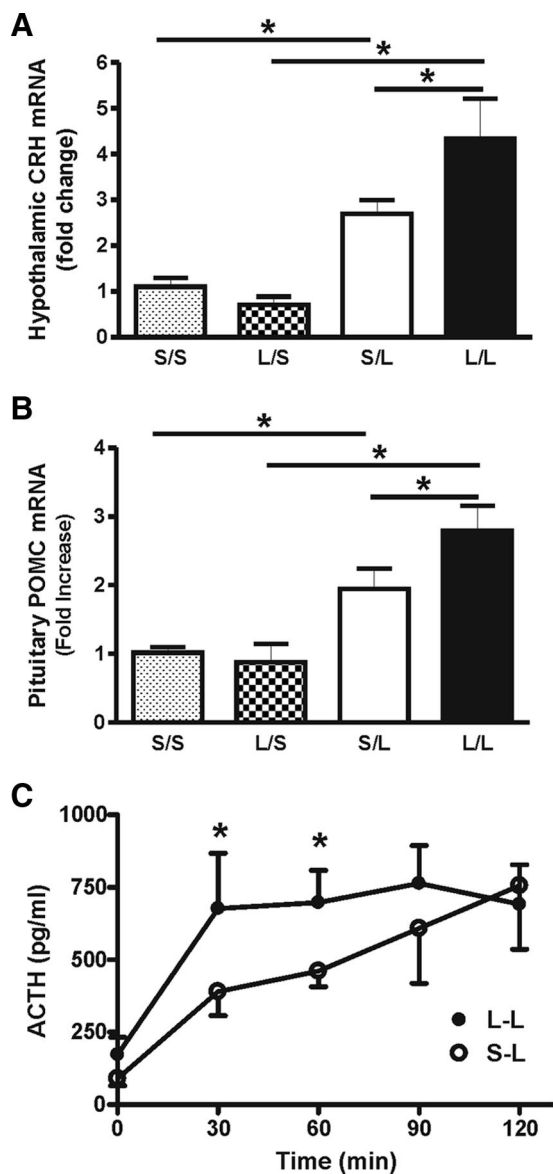 A
*
*
*
Hypothalamic CRH mRNA
(fold change)
6
5
4
3
2
1
0
S/S L/S S/L L/L
B
*
*
*
Pituitary POMC mRNA
(Fold Increase)
4
3
2
1
0
S/S L/S S/L L/L
C
* *
ACTH (pg/ml)
1000
750
500
250
0
L-L
S-L
0 30 60 90 120
Time (min)